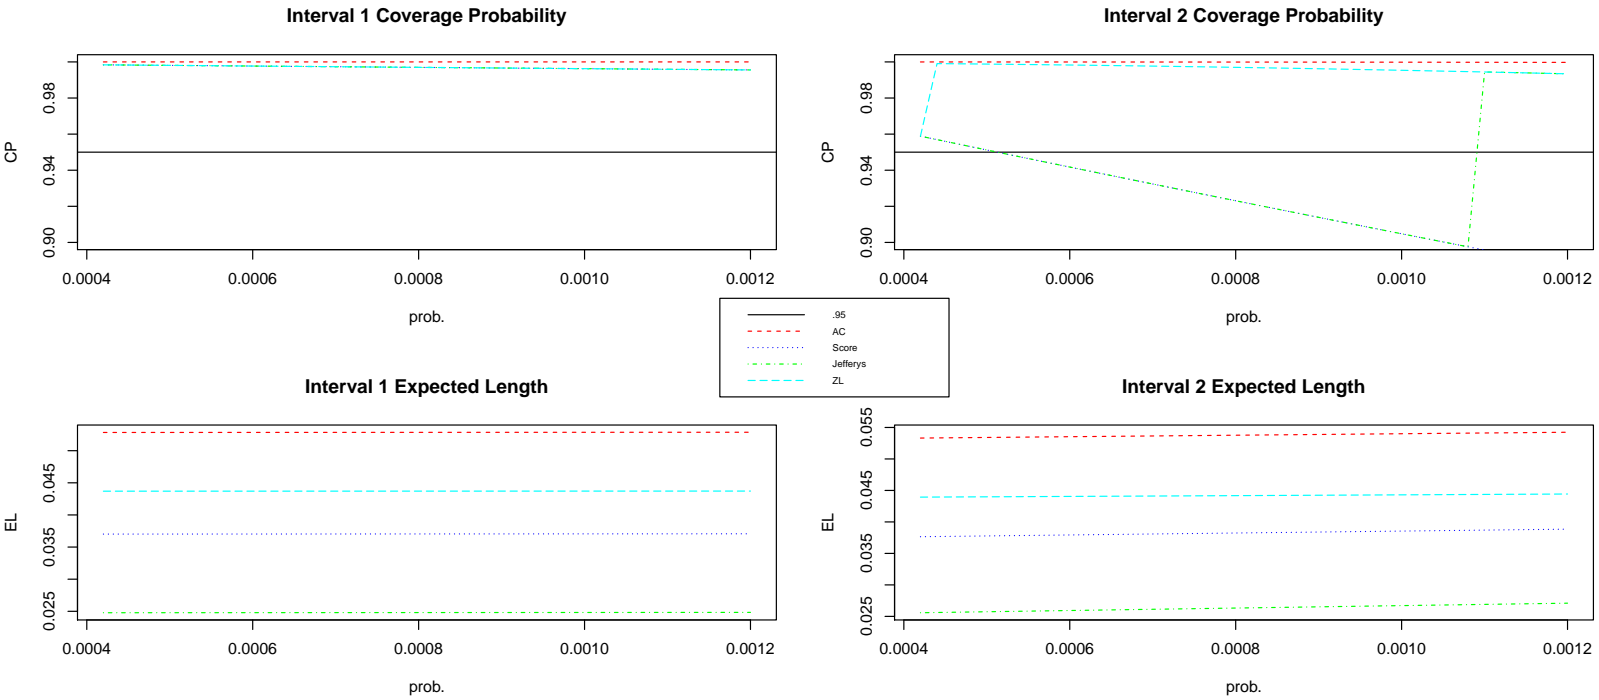 Interval 1 Coverage Probability
CP
0.90
0.94
0.98
0.0004 0.0006 0.0008 0.0010 0.0012
prob.
Interval 2 Coverage Probability
CP
0.90
0.94
0.98
0.0004 0.0006 0.0008 0.0010 0.0012
prob.
.95
AC
Score
Jefferys
ZL
Interval 1 Expected Length
EL
0.025
0.035
0.045
0.0004 0.0006 0.0008 0.0010 0.0012
prob.
Interval 2 Expected Length
EL
0.025
0.035
0.045
0.055
0.0004 0.0006 0.0008 0.0010 0.0012
prob.